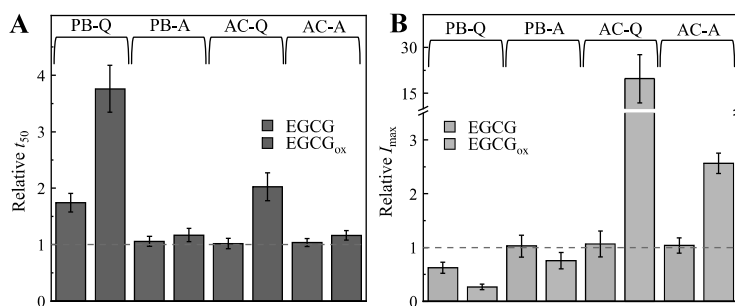 A
PB-Q PB-A AC-Q AC-A
Relative t50
4
3
2
1
0
EGCG
EGCGox
B
PB-Q PB-A AC-Q AC-A
Relative Imax
30
15
3
2
1
0
EGCG
EGCGox